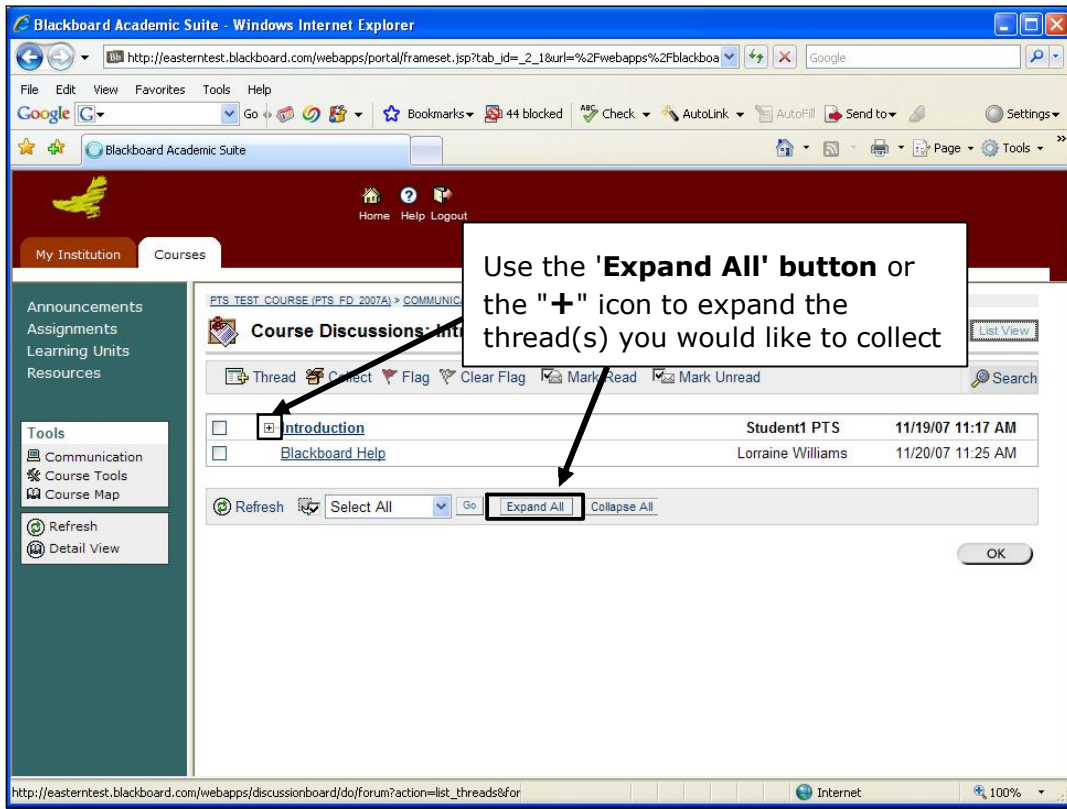 Blackboard Academic Suite - Windows Internet Explorer
http://easterntest.blackboard.com/webapps/portal/frameset.jsp?tab_id=_2_1&url=%2Fwebapps%2Fblackboa Google
File Edit View Favorites Tools Help
Google G Go 44 blocked Bookmarks Check AutoLink AutoFill Send to Settings
Blackboard Academic Suite Page Tools »
Home Help Logout
My Institution Courses
Use the 'Expand All' button or
the "+" icon to expand the
thread(s) you would like to collect
Announcements
Assignments
Learning Units
Resources
PTS TEST COURSE (PTS_FD_2007A) >
Course Discussions: List View
Thread Collect Flag Clear Flag Mark Read Mark Unread Search
Introduction Student1 PTS 11/19/07 11:17 AM
Blackboard Help Lorraine Williams 11/20/07 11:25 AM
Refresh Select All Go Expand All Collapse All
OK
Tools
Communication
Course Tools
Course Map
Refresh
Detail View
http://easterntest.blackboard.com/webapps/discussionboard/do/forum?action=list_threads&for Internet 100%